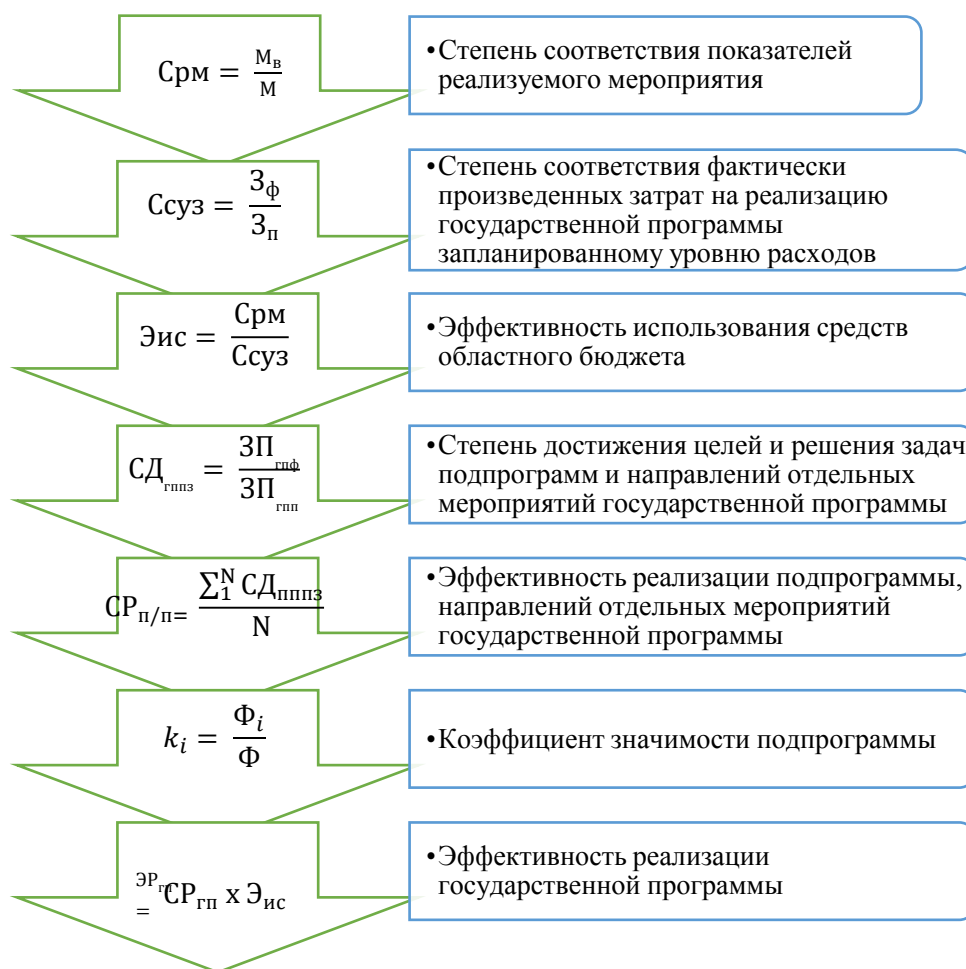 Срм = Мв/М
•Степень соответствия показателей
реализуемого мероприятия
Ссуз = Зф/Зп
•Степень соответствия фактически
произведенных затрат на реализацию
государственной программы
запланированному уровню расходов
Эис = Срм/Ссуз
•Эффективность использования средств
областного бюджета
СДгппз = ЗПгпф/ЗПгпп
•Степень достижения целей и решения задач
подпрограмм и направлений отдельных
мероприятий государственной программы
СРп/п= ∑₁ᴺ СДпппз/N
•Эффективность реализации подпрограммы,
направлений отдельных мероприятий
государственной программы
kᵢ = Фᵢ/Ф
•Коэффициент значимости подпрограммы
= СРгп х Эис
•Эффективность реализации
государственной программы